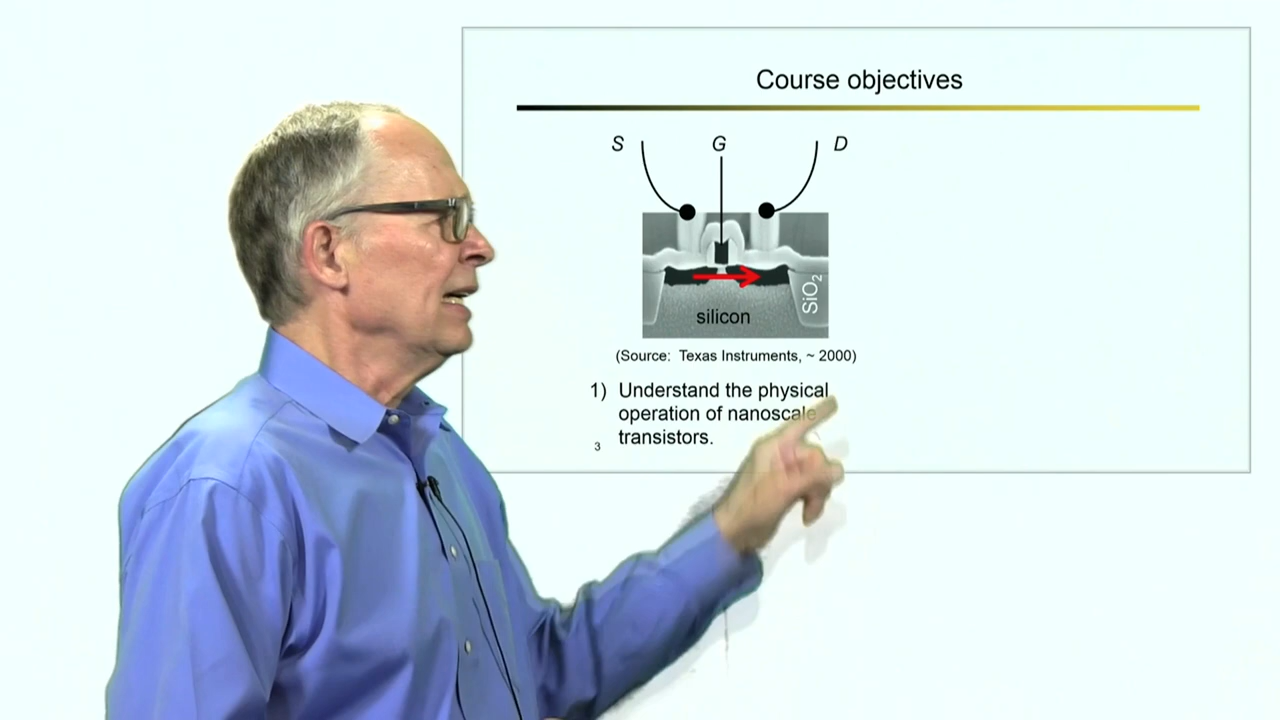 Course objectives
S G D
SiO2
silicon
(Source: Texas Instruments, ~ 2000)
1) Understand the physical
operation of nanoscale
transistors.
3